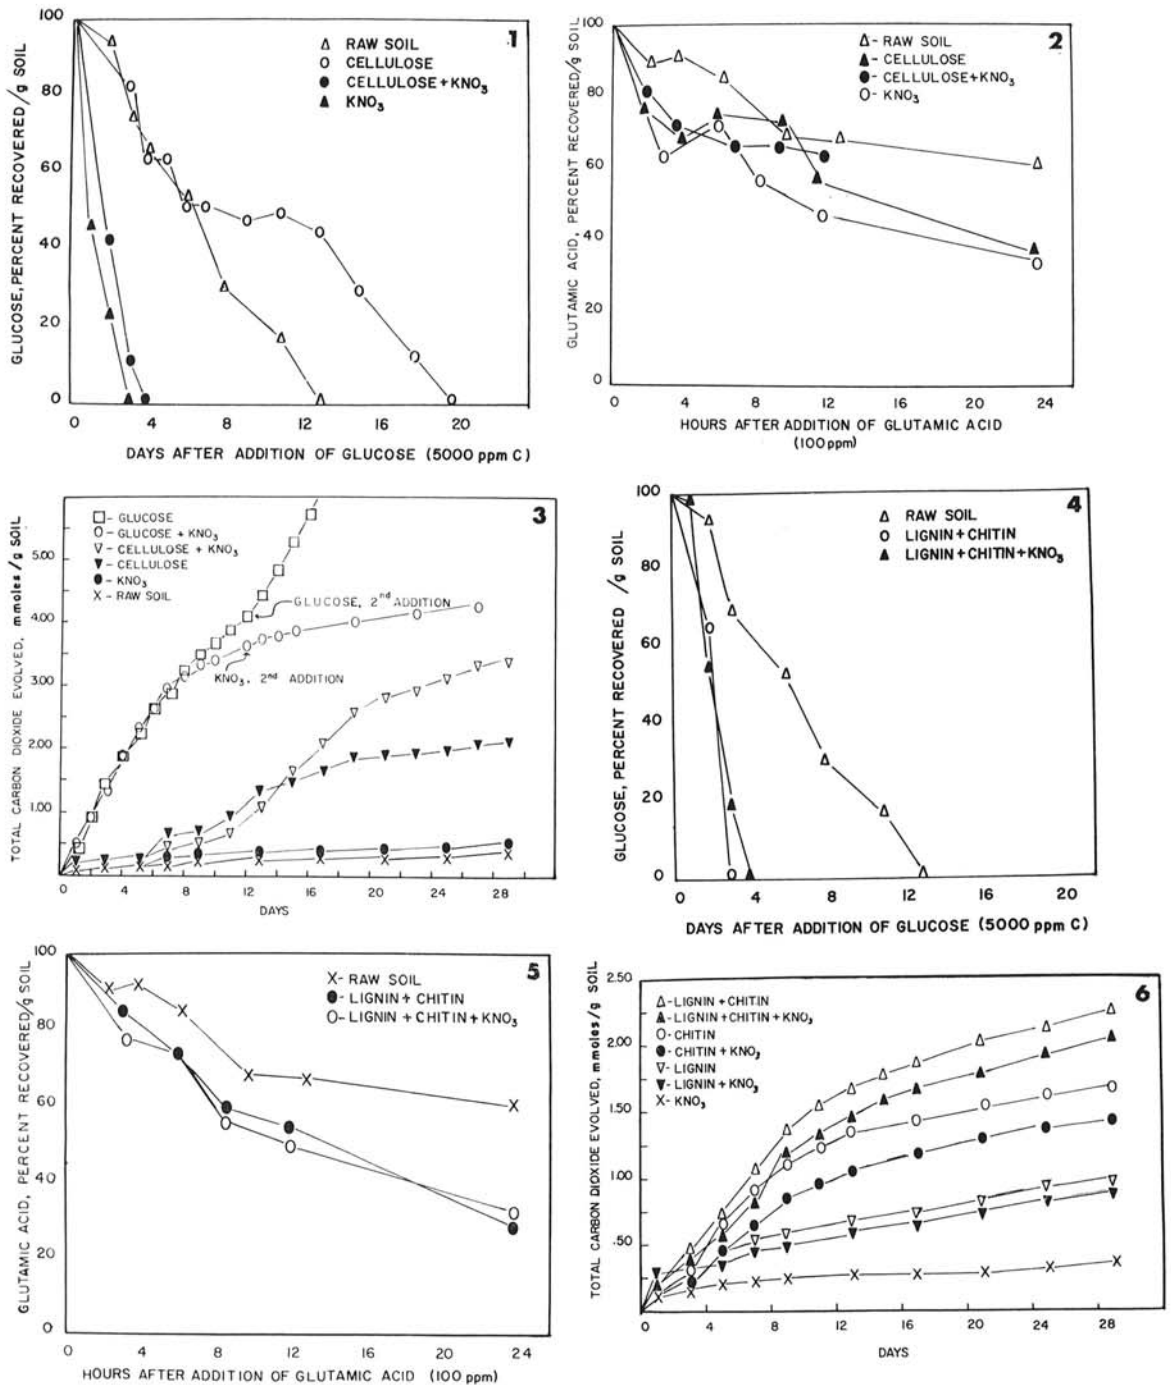 1
100
80
60
40
20
0
GLUCOSE, PERCENT RECOVERED/g SOIL
△ RAW SOIL
○ CELLULOSE
● CELLULOSE+KNO₃
▲ KNO₃
0 4 8 12 16 20
DAYS AFTER ADDITION OF GLUCOSE (5000 ppm C)
2
100
80
60
40
20
0
GLUTAMIC ACID, PERCENT RECOVERED/g SOIL
△- RAW SOIL
▲- CELLULOSE
●- CELLULOSE+KNO₃
○- KNO₃
0 4 8 12 16 20 24
HOURS AFTER ADDITION OF GLUTAMIC ACID
(100 ppm)
3
5.00
4.00
3.00
2.00
1.00
TOTAL CARBON DIOXIDE EVOLVED, mmoles/g SOIL
□- GLUCOSE
○- GLUCOSE + KNO₃
▽- CELLULOSE + KNO₃
▼- CELLULOSE
●- KNO₃
X- RAW SOIL
GLUCOSE, 2nd ADDITION
KNO₃, 2nd ADDITION
0 4 8 12 16 20 24 28
DAYS
4
100
80
60
40
20
0
GLUCOSE, PERCENT RECOVERED /g SOIL
△ RAW SOIL
○ LIGNIN+CHITIN
▲ LIGNIN+CHITIN+KNO₃
0 4 8 12 16 20
DAYS AFTER ADDITION OF GLUCOSE (5000 ppm C)
5
100
80
60
40
20
0
GLUTAMIC ACID, PERCENT RECOVERED/g SOIL
X- RAW SOIL
●- LIGNIN+ CHITIN
○- LIGNIN + CHITIN + KNO₃
0 4 8 12 16 20 24
HOURS AFTER ADDITION OF GLUTAMIC ACID (100 ppm)
6
2.50
2.00
1.50
1.00
.50
TOTAL CARBON DIOXIDE EVOLVED, mmoles/g SOIL
△- LIGNIN + CHITIN
▲- LIGNIN+CHITIN + KNO₃
○- CHITIN
●- CHITIN + KNO₃
▽- LIGNIN
▼- LIGNIN + KNO₃
X- KNO₃
0 4 8 12 16 20 24 28
DAYS